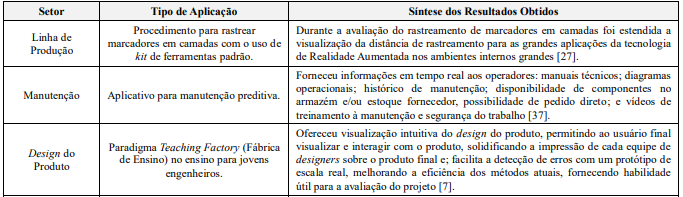 Setor
Tipo de Aplicação
Síntese dos Resultados Obtidos
Linha de
Produção
Procedimento para rastrear
marcadores em camadas com o uso de
kit de ferramentas padrão.
Durante a avaliação do rastreamento de marcadores em camadas foi estendida a
visualização da distância de rastreamento para as grandes aplicações da tecnologia
de Realidade Aumentada nos ambientes internos grandes [27].
Manutenção
Aplicativo para manutenção preditiva.
Forneceu informações em tempo real aos operadores: manuais técnicos; diagramas
operacionais; histórico de manutenção; disponibilidade de componentes no
armazém e/ou estoque fornecedor, possibilidade de pedido direto; e vídeos de
treinamento à manutenção e segurança do trabalho [37].
Design do
Produto
Paradigma Teaching Factory (Fábrica
de Ensino) no ensino para jovens
engenheiros.
Ofereceu visualização intuitiva do design do produto, permitindo ao usuário final
visualizar e interagir com o produto, solidificando a impressão de cada equipe de
designers sobre o produto final e; facilita a detecção de erros com um protótipo de
escala real, melhorando a eficiência dos métodos atuais, fornecendo habilidade
útil para a avaliação do projeto [7].